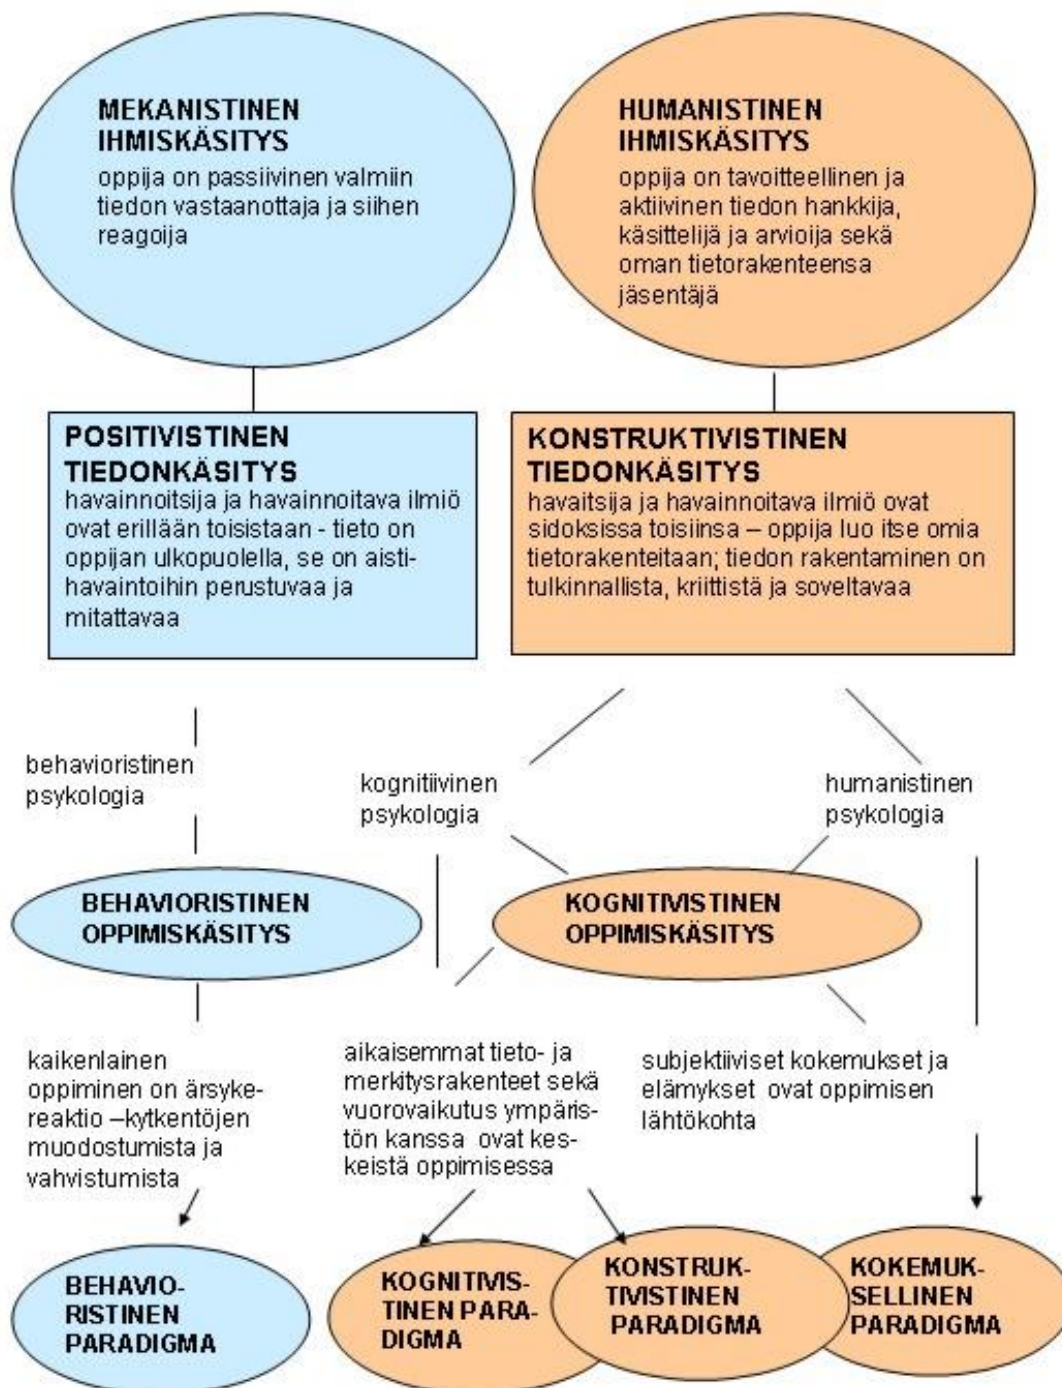 MEKANISTINEN
IHMISKÄSITYS
oppija on passiivinen valmiin
tiedon vastaanottaja ja siihen
reagoija
HUMANISTINEN
IHMISKÄSITYS
oppija on tavoitteellinen ja
aktiivinen tiedon hankkija,
käsittelijä ja arvioija sekä
oman tietorakenteensa
jäsentäjä
POSITIVISTINEN
TIEDONKÄSITYS
havainnoitsija ja havainnoitava ilmiö
ovat erillään toisistaan - tieto on
oppijan ulkopuolella, se on aisti-
havaintoihin perustuvaa ja
mitattavaa
KONSTRUKTIVISTINEN
TIEDONKÄSITYS
havaitsija ja havainnoitava ilmiö ovat
sidoksissa toisiinsa – oppija luo itse omia
tietorakenteitaan; tiedon rakentaminen on
tulkinnallista, kriittistä ja soveltavaa
behavioristinen
psykologia
kognitiivinen
psykologia
humanistinen
psykologia
BEHAVIORISTINEN
OPPIMISKÄSITYS
KOGNITIVISTINEN
OPPIMISKÄSITYS
kaikenlainen
oppiminen on ärsyke-
reaktio –kytkentöjen
muodostumista ja
vahvistumista
aikaisemmat tieto- ja
merkitysrakenteet sekä
vuorovaikutus ympäris-
tön kanssa ovat kes-
keistä oppimisessa
subjektiiviset kokemukset ja
elämykset ovat oppimisen
lähtökohta
BEHAVIO-
RISTINEN
PARADIGMA
KOGNITIVIS-
TINEN PARA-
DIGMA
KONSTRUK-
TIVISTINEN
PARADIGMA
KOKEMUK-
SELLINEN
PARADIGMA